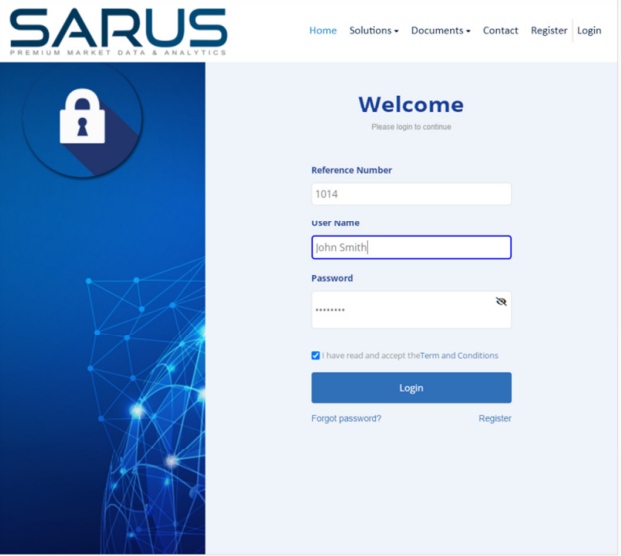 SARUS
PREMIUM MARKET DATA & ANALYTICS
Home Solutions Documents Contact Register Login
Welcome
Please login to continue
Reference Number
1014
User Name
John Smith
Password
••••••••
I have read and accept theTerm and Conditions
Login
Forgot password? Register